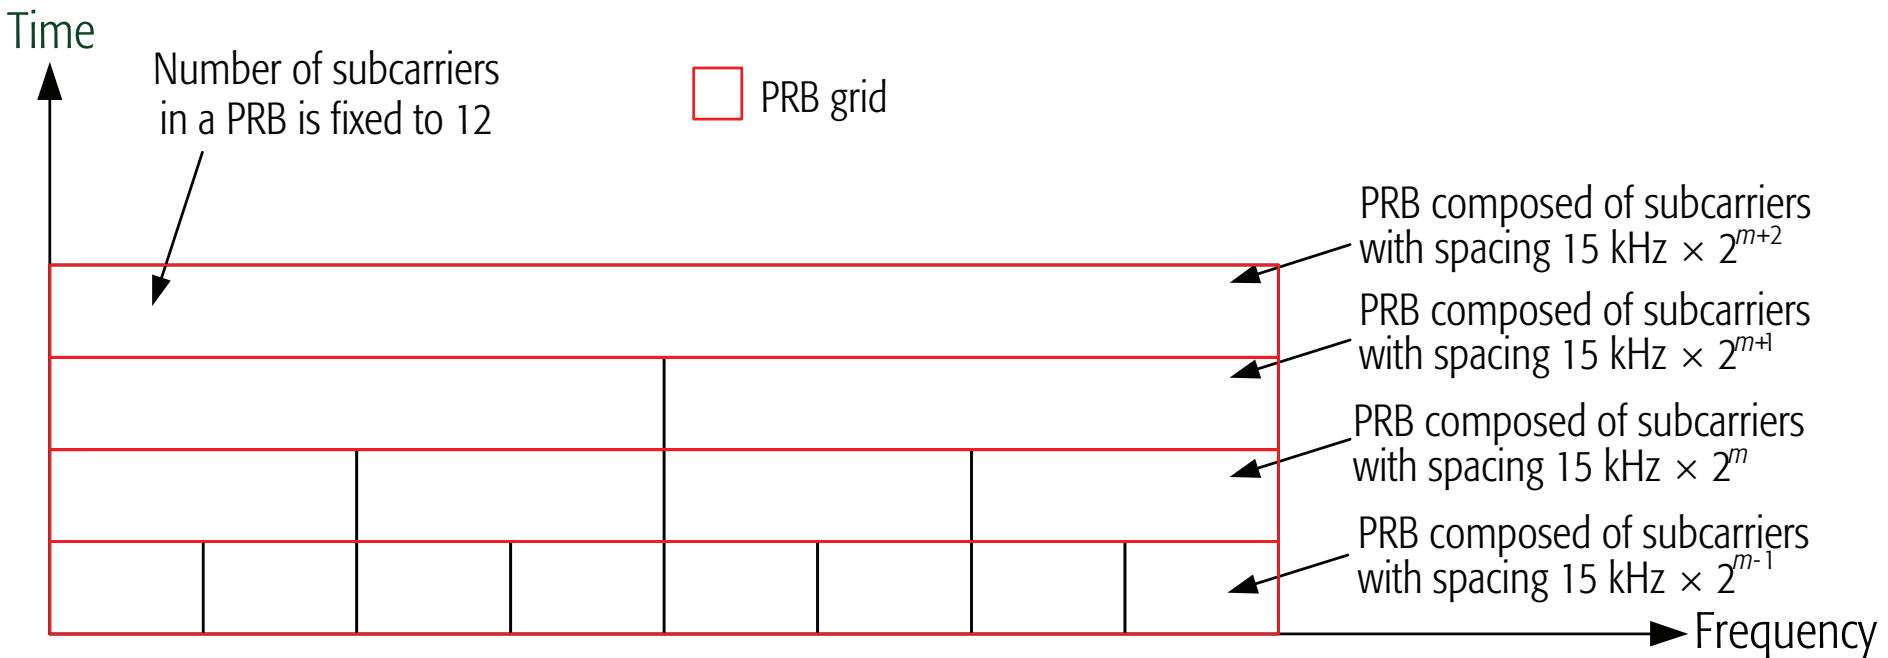 Time
Number of subcarriers
in a PRB is fixed to 12
PRB grid
PRB composed of subcarriers
with spacing 15 kHz × 2^{m+2}
PRB composed of subcarriers
with spacing 15 kHz × 2^{m+1}
PRB composed of subcarriers
with spacing 15 kHz × 2^{m}
PRB composed of subcarriers
with spacing 15 kHz × 2^{m-1}
Frequency